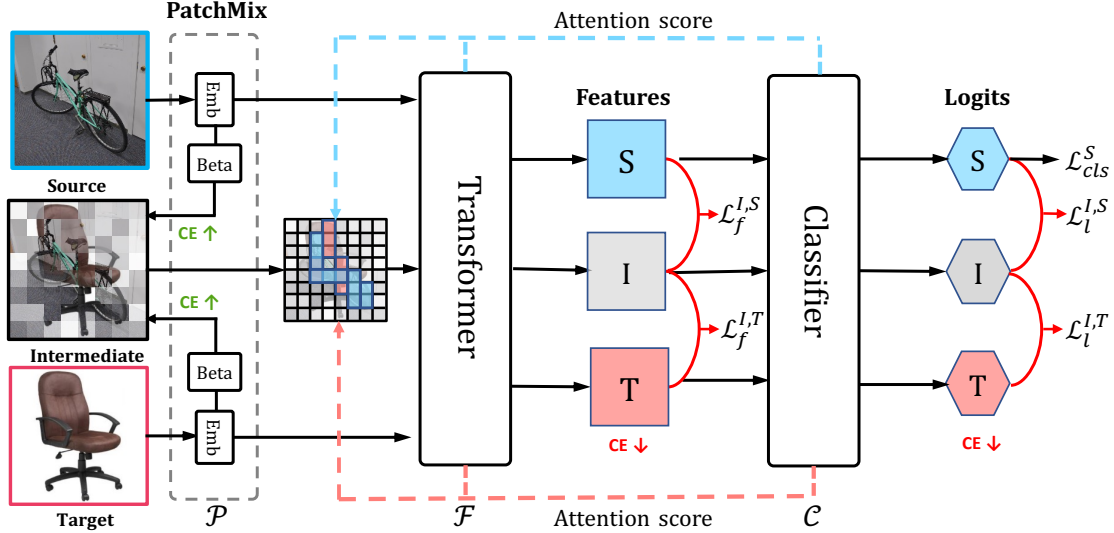 PatchMix
Attention score
Emb
Features
Logits
Beta
S
S
$\mathcal{L}_{cls}^{S}$
Source
$\mathcal{L}_{f}^{I,S}$
$\mathcal{L}_{l}^{I,S}$
CE ↑
Transformer
Classifier
I
I
CE ↑
$\mathcal{L}_{f}^{I,T}$
$\mathcal{L}_{l}^{I,T}$
Intermediate
Beta
T
T
Emb
CE ↓
CE ↓
Target
$\mathcal{P}$
$\mathcal{F}$
Attention score
$\mathcal{C}$